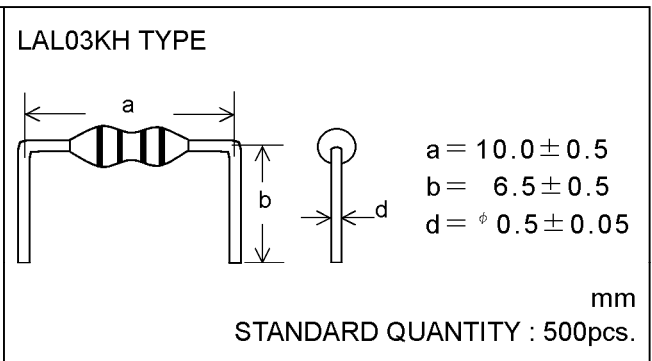 LAL03KH TYPE
a
b
d
a＝10.0±0.5
b＝ 6.5±0.5
d＝ φ 0.5±0.05
mm
STANDARD QUANTITY : 500pcs.